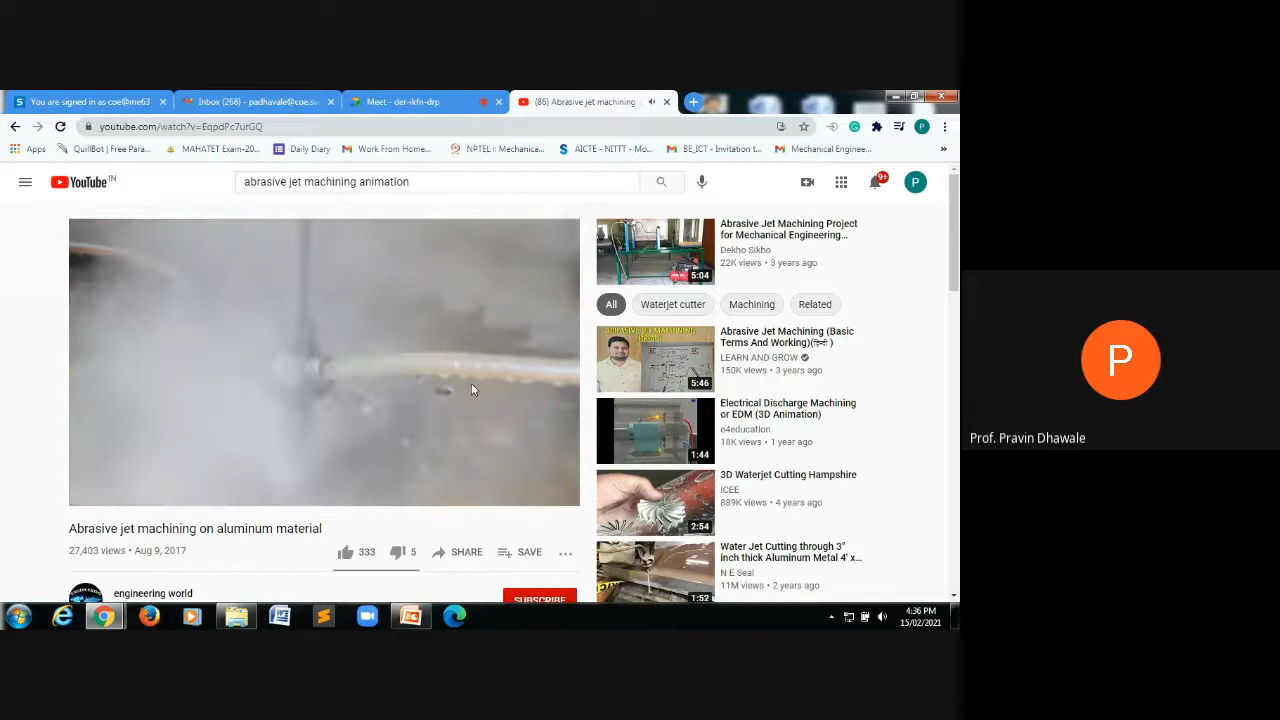 You are signed in as coe@me63
Inbox (268) - padhavale@coe.sv
Meet - der-ikfn-drp
(86) Abrasive jet machining
youtube.com/watch?v=EqpdPc7urGQ
P
Apps
QuillBot | Free Para...
MAHATET Exam-20...
Daily Diary
Work From Home...
NPTEL :: Mechanica...
AICTE - NITTT - Mo...
BE_ICT - Invitation t...
Mechanical Enginee...
YouTube IN
abrasive jet machining animation
9+
P
Abrasive Jet Machining Project
for Mechanical Engineering...
Dekho Sikho
22K views • 3 years ago
5:04
All
Waterjet cutter
Machining
Related
ABRASIVE JET MACHINING
Abrasive Jet Machining (Basic
Terms And Working)(हिन्दी )
LEARN AND GROW
150K views • 3 years ago
5:46
Electrical Discharge Machining
or EDM (3D Animation)
e4education
18K views • 1 year ago
1:44
3D Waterjet Cutting Hampshire
ICEE
889K views • 4 years ago
2:54
Water Jet Cutting through 3"
inch thick Aluminum Metal 4' x...
N E Seal
11M views • 2 years ago
1:52
Abrasive jet machining on aluminum material
27,403 views • Aug 9, 2017
333
5
SHARE
SAVE
engineering world
SUBSCRIBE
4:36 PM
15/02/2021
P
Prof. Pravin Dhawale